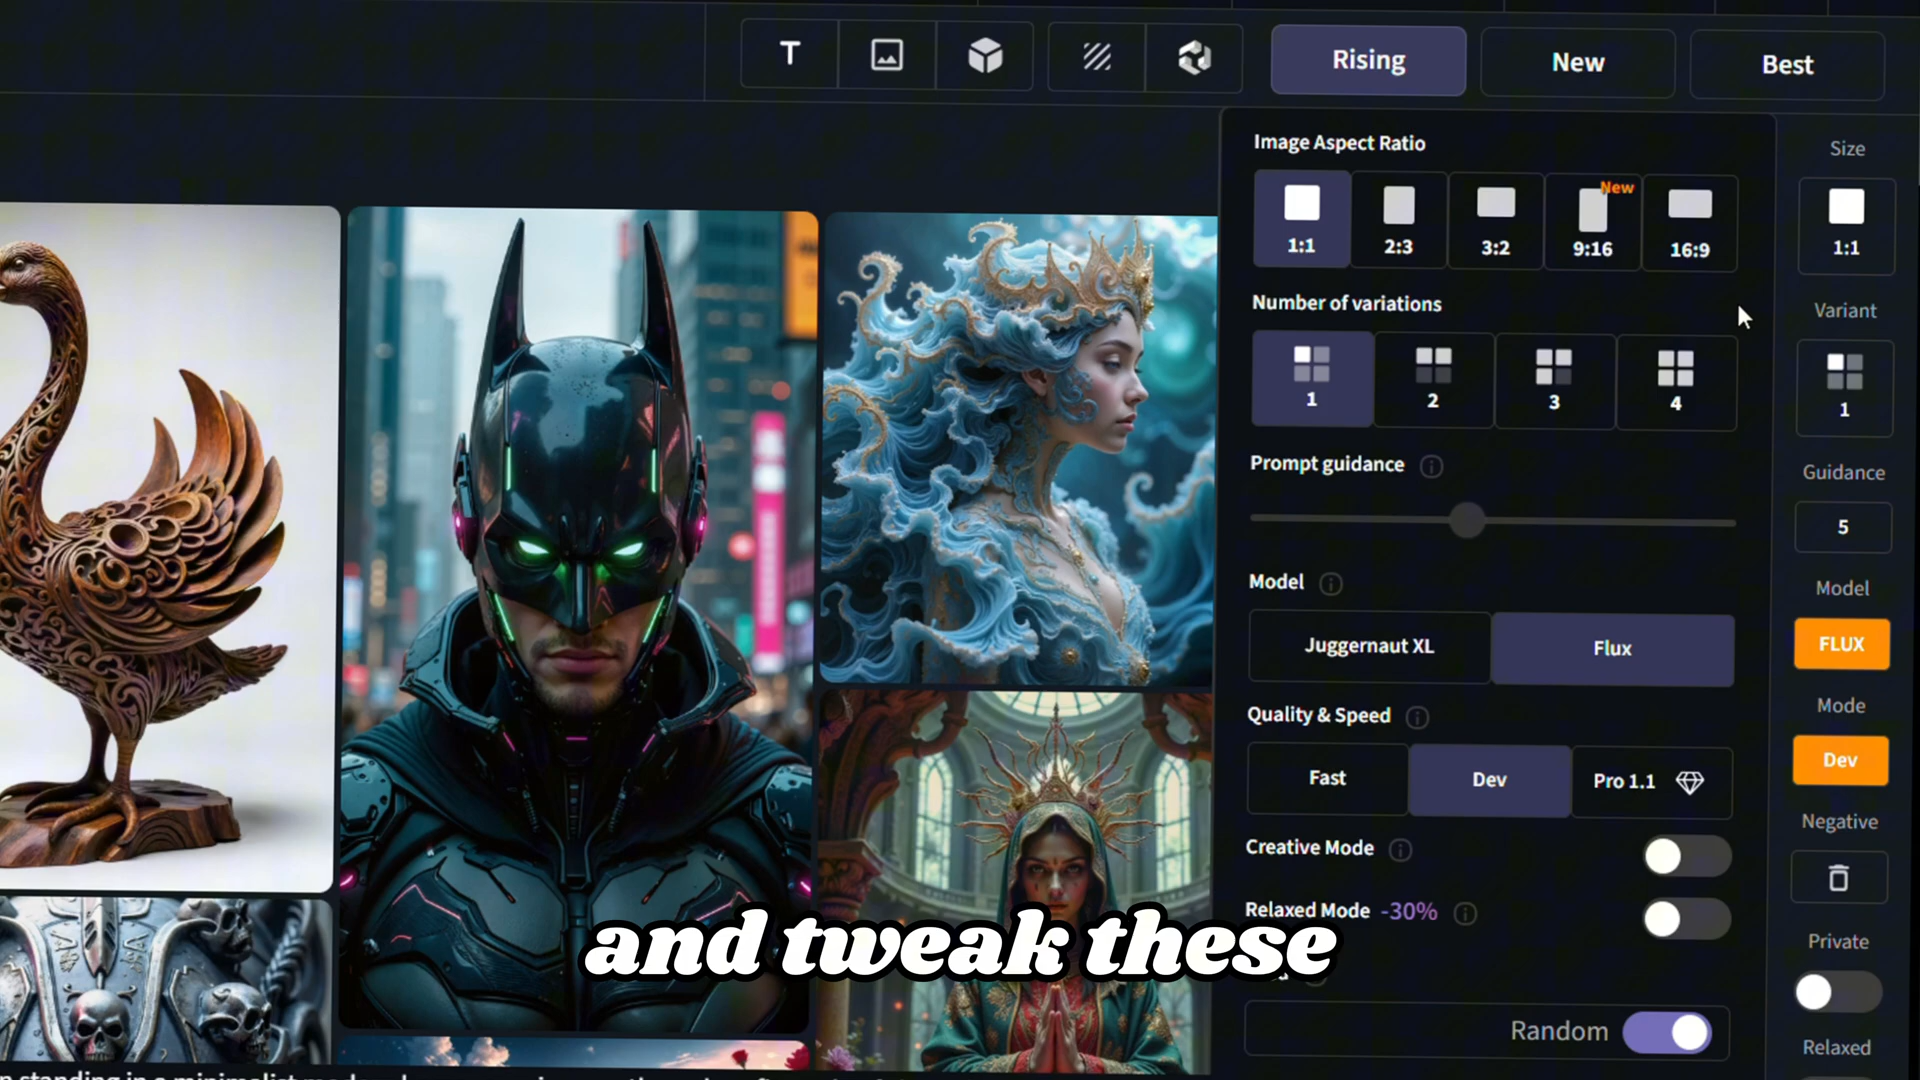 T
Rising
New
Best
Image Aspect Ratio
Size
New
1:1
2:3
3:2
9:16
16:9
1:1
Number of variations
Variant
1
2
3
4
1
Prompt guidance
Guidance
5
Model
Model
Juggernaut XL
Flux
FLUX
Quality & Speed
Mode
Fast
Dev
Pro 1.1
Dev
Creative Mode
Negative
Relaxed Mode -30%
and tweak these
Private
Random
Relaxed